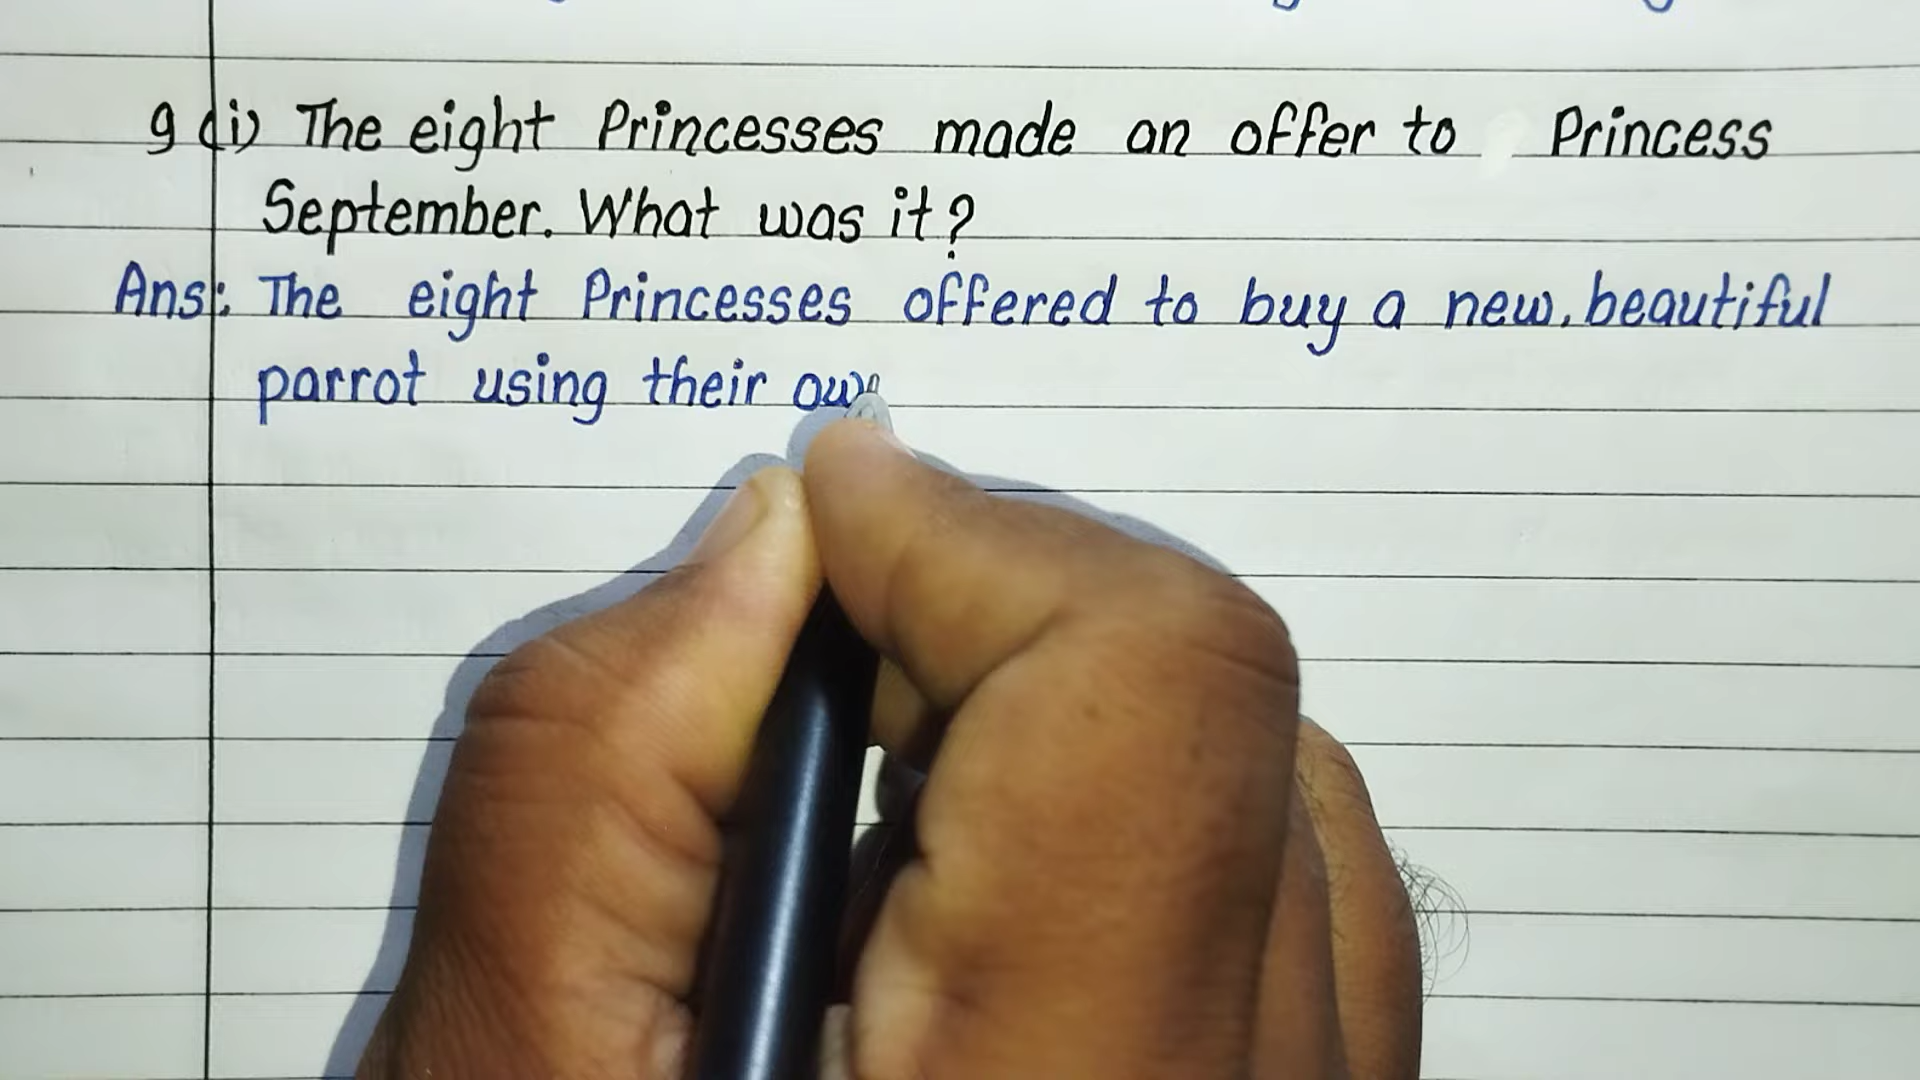 9 (i) The eight Princesses made an offer to Princess
September. What was it?
Ans: The eight Princesses offered to buy a new, beautiful
parrot using their own